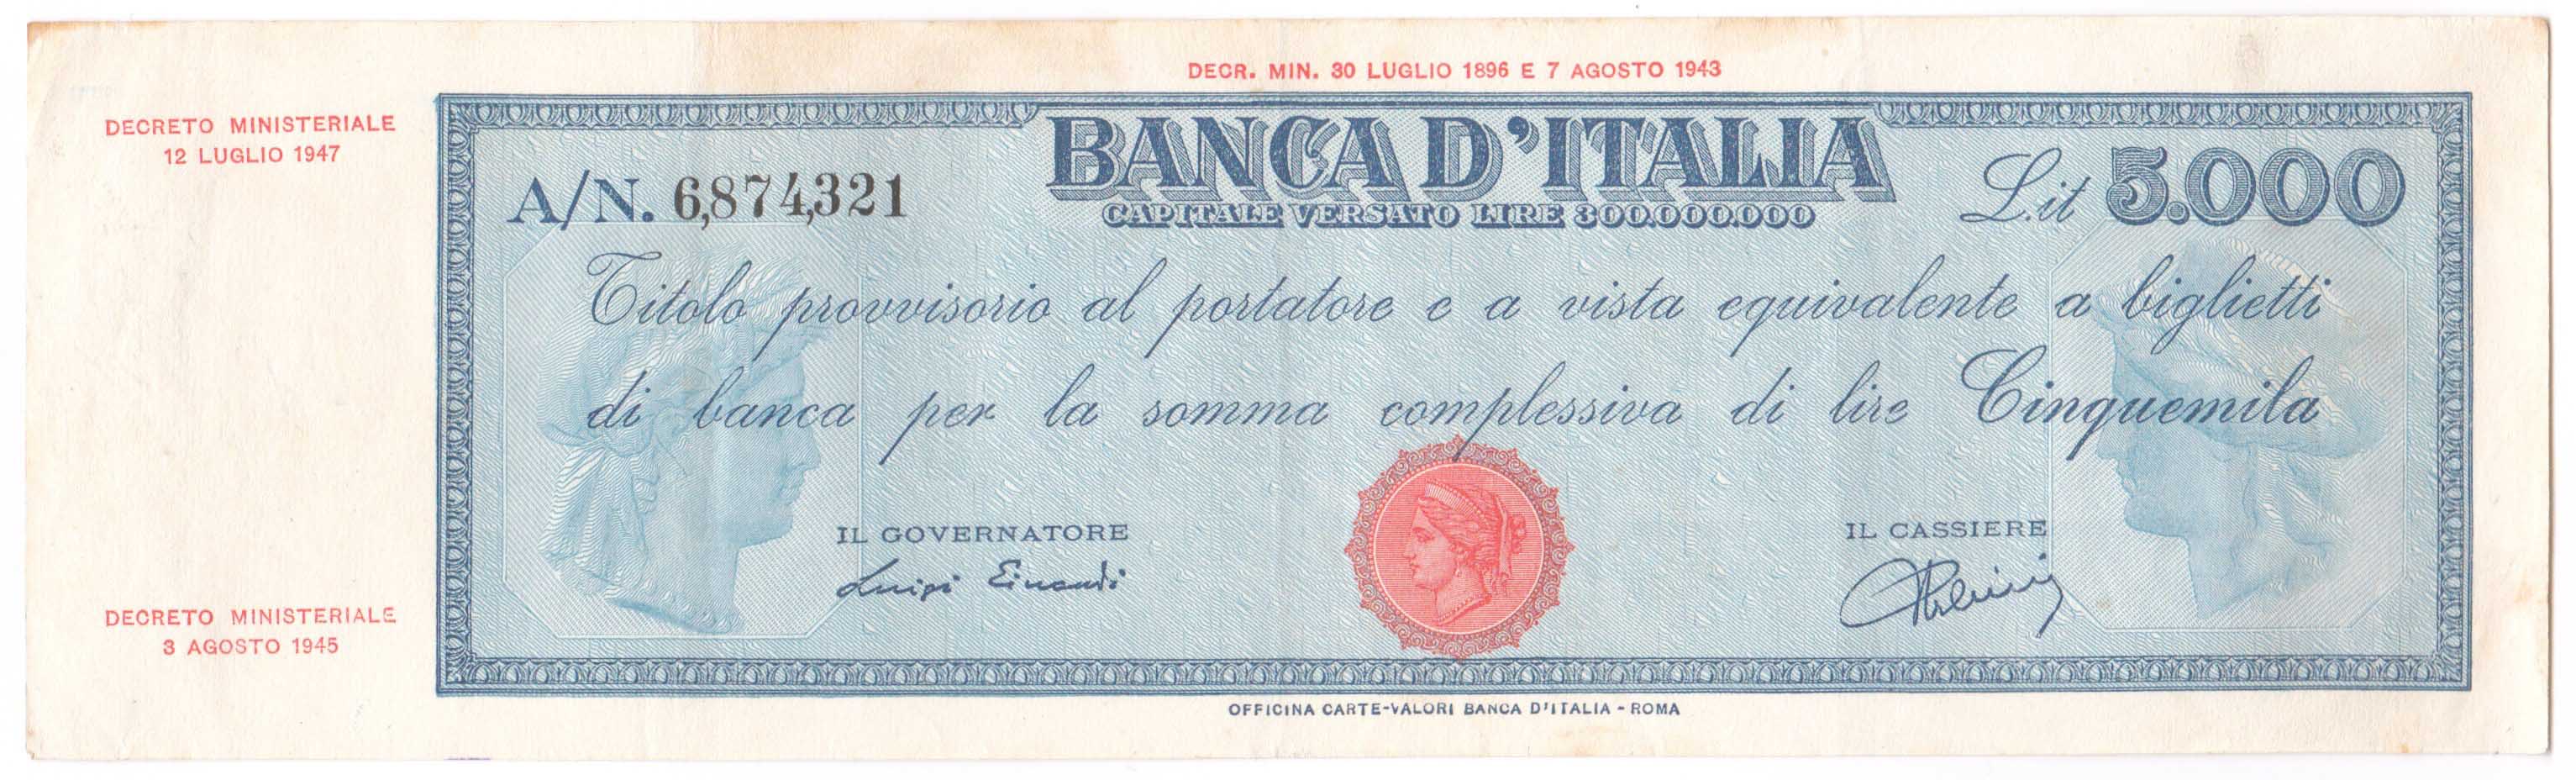 DECR. MIN. 30 LUGLIO 1896 E 7 AGOSTO 1943
DECRETO MINISTERIALE
12 LUGLIO 1947
BANCA D'ITALIA
CAPITALE VERSATO LIRE 300.000.000
A/N. 6,874,321
L.it 5.000
Titolo provvisorio al portatore e a vista equivalente a biglietti
di banca per la somma complessiva di lire Cinquemila
IL GOVERNATORE
Luigi Einaudi
IL CASSIERE
DECRETO MINISTERIALE
3 AGOSTO 1945
OFFICINA CARTE-VALORI BANCA D'ITALIA - ROMA